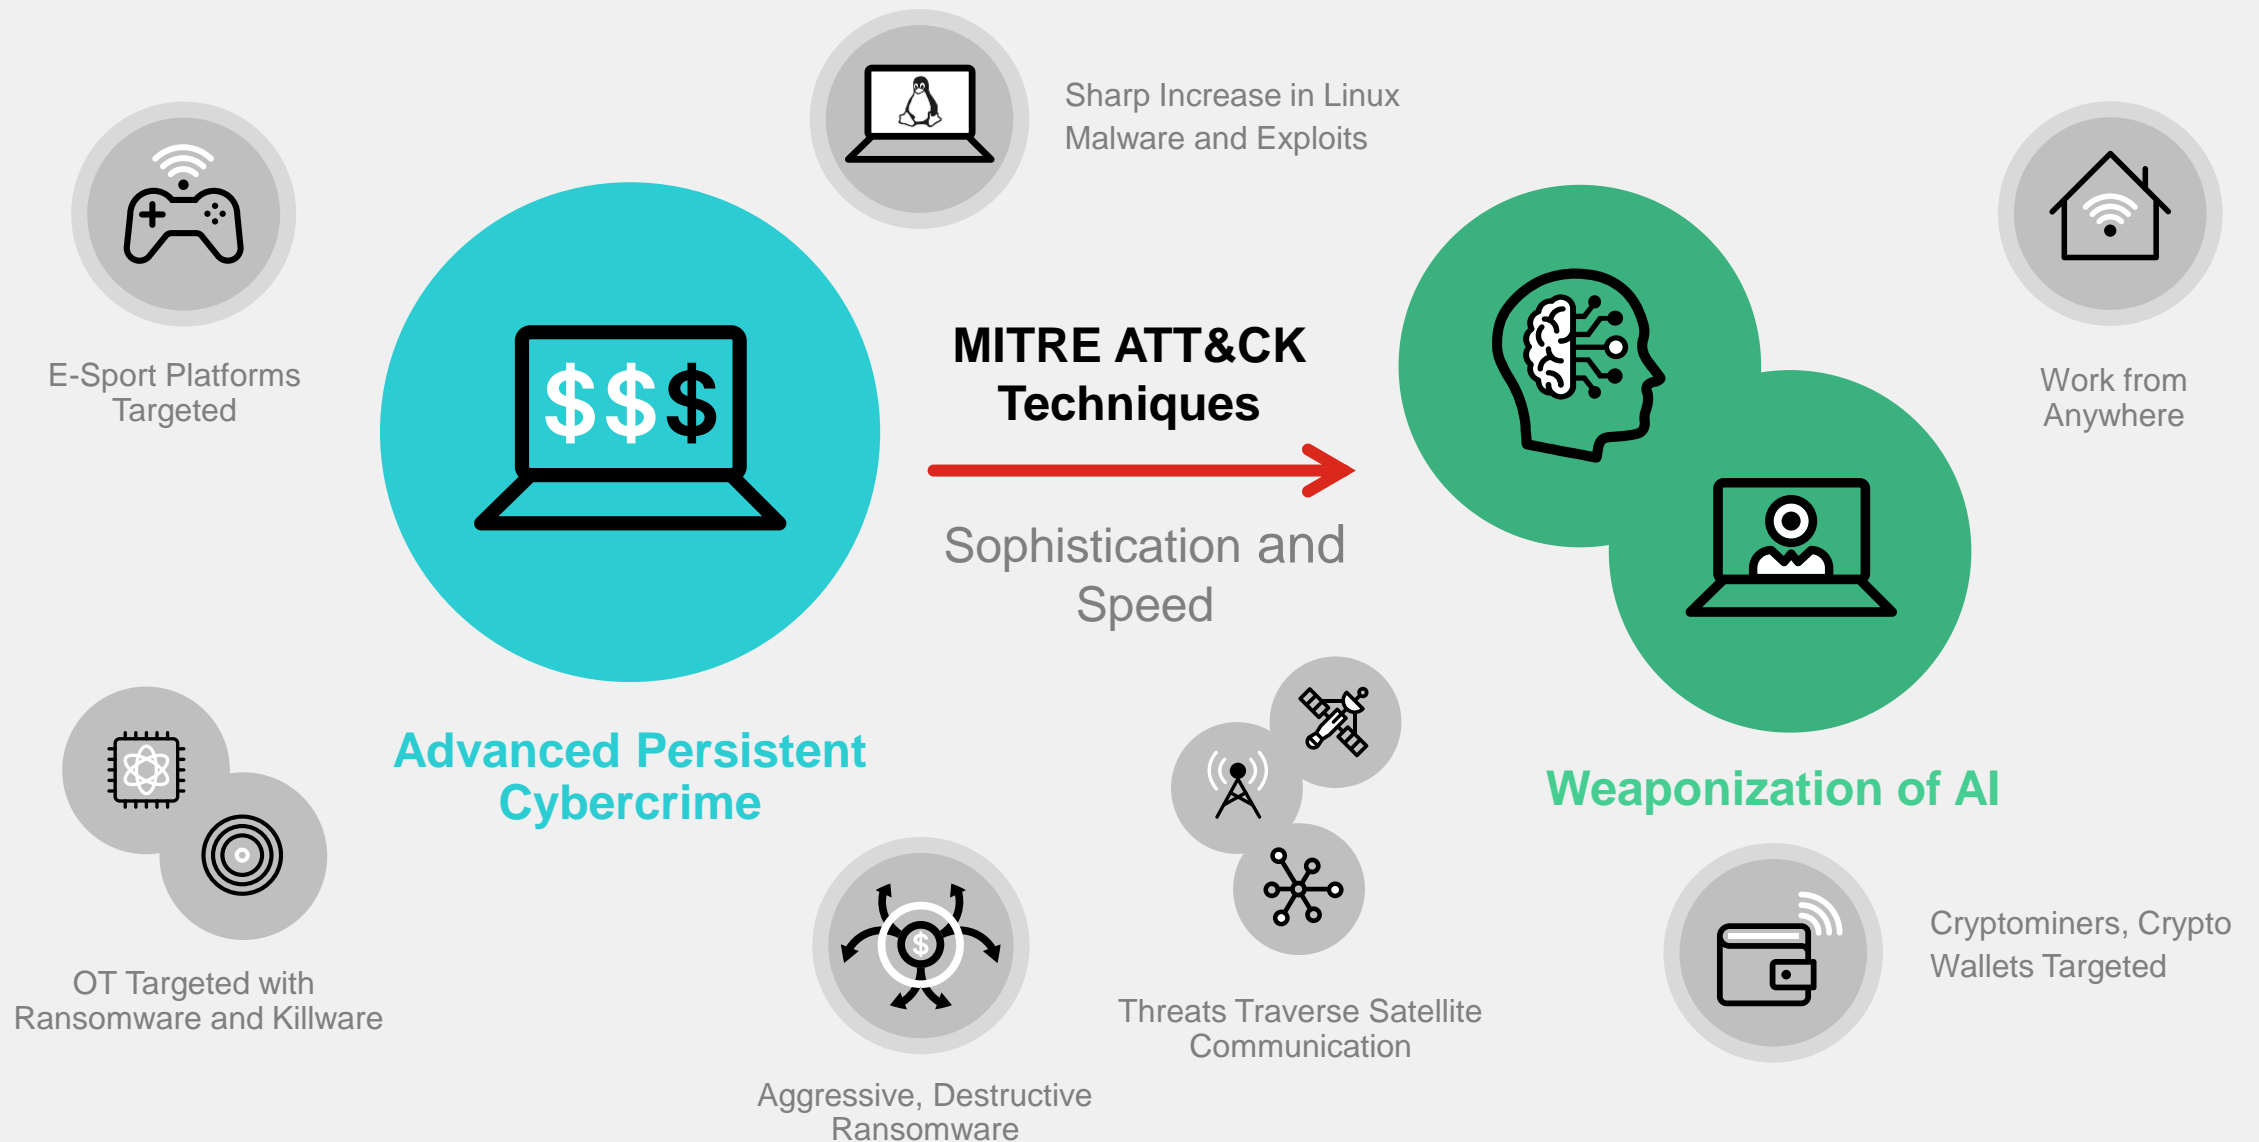 Sharp Increase in Linux
Malware and Exploits
E-Sport Platforms
Targeted
$$$
MITRE ATT&CK
Techniques
Sophistication and
Speed
Work from
Anywhere
Advanced Persistent
Cybercrime
Weaponization of AI
OT Targeted with
Ransomware and Killware
$
Aggressive, Destructive
Ransomware
Threats Traverse Satellite
Communication
Cryptominers, Crypto
Wallets Targeted